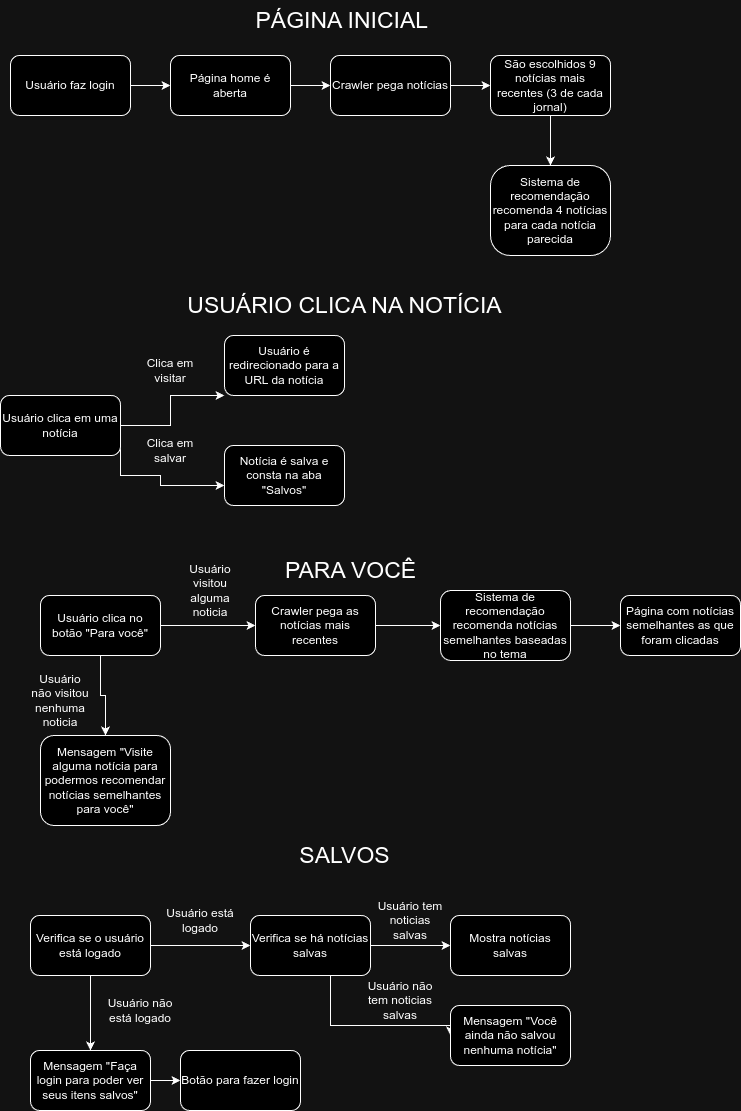 PÁGINA INICIAL
Usuário faz login
Página home é
aberta
Crawler pega notícias
São escolhidos 9
notícias mais
recentes (3 de cada
jornal)
Sistema de
recomendação
recomenda 4 notícias
para cada notícia
parecida
USUÁRIO CLICA NA NOTÍCIA
Usuário clica em uma
notícia
Clica em
visitar
Usuário é
redirecionado para a
URL da notícia
Clica em
salvar
Notícia é salva e
consta na aba
"Salvos"
PARA VOCÊ
Usuário clica no
botão "Para você"
Usuário
visitou
alguma
noticia
Crawler pega as
notícias mais
recentes
Sistema de
recomendação
recomenda notícias
semelhantes baseadas
no tema
Página com notícias
semelhantes as que
foram clicadas
Usuário
não visitou
nenhuma
noticia
Mensagem "Visite
alguma notícia para
podermos recomendar
notícias semelhantes
para você"
SALVOS
Verifica se o usuário
está logado
Usuário está
logado
Verifica se há notícias
salvas
Usuário tem
noticias
salvas
Mostra notícias
salvas
Usuário não
tem noticias
salvas
Mensagem "Você
ainda não salvou
nenhuma notícia"
Usuário não
está logado
Mensagem "Faça
login para poder ver
seus itens salvos"
Botão para fazer login